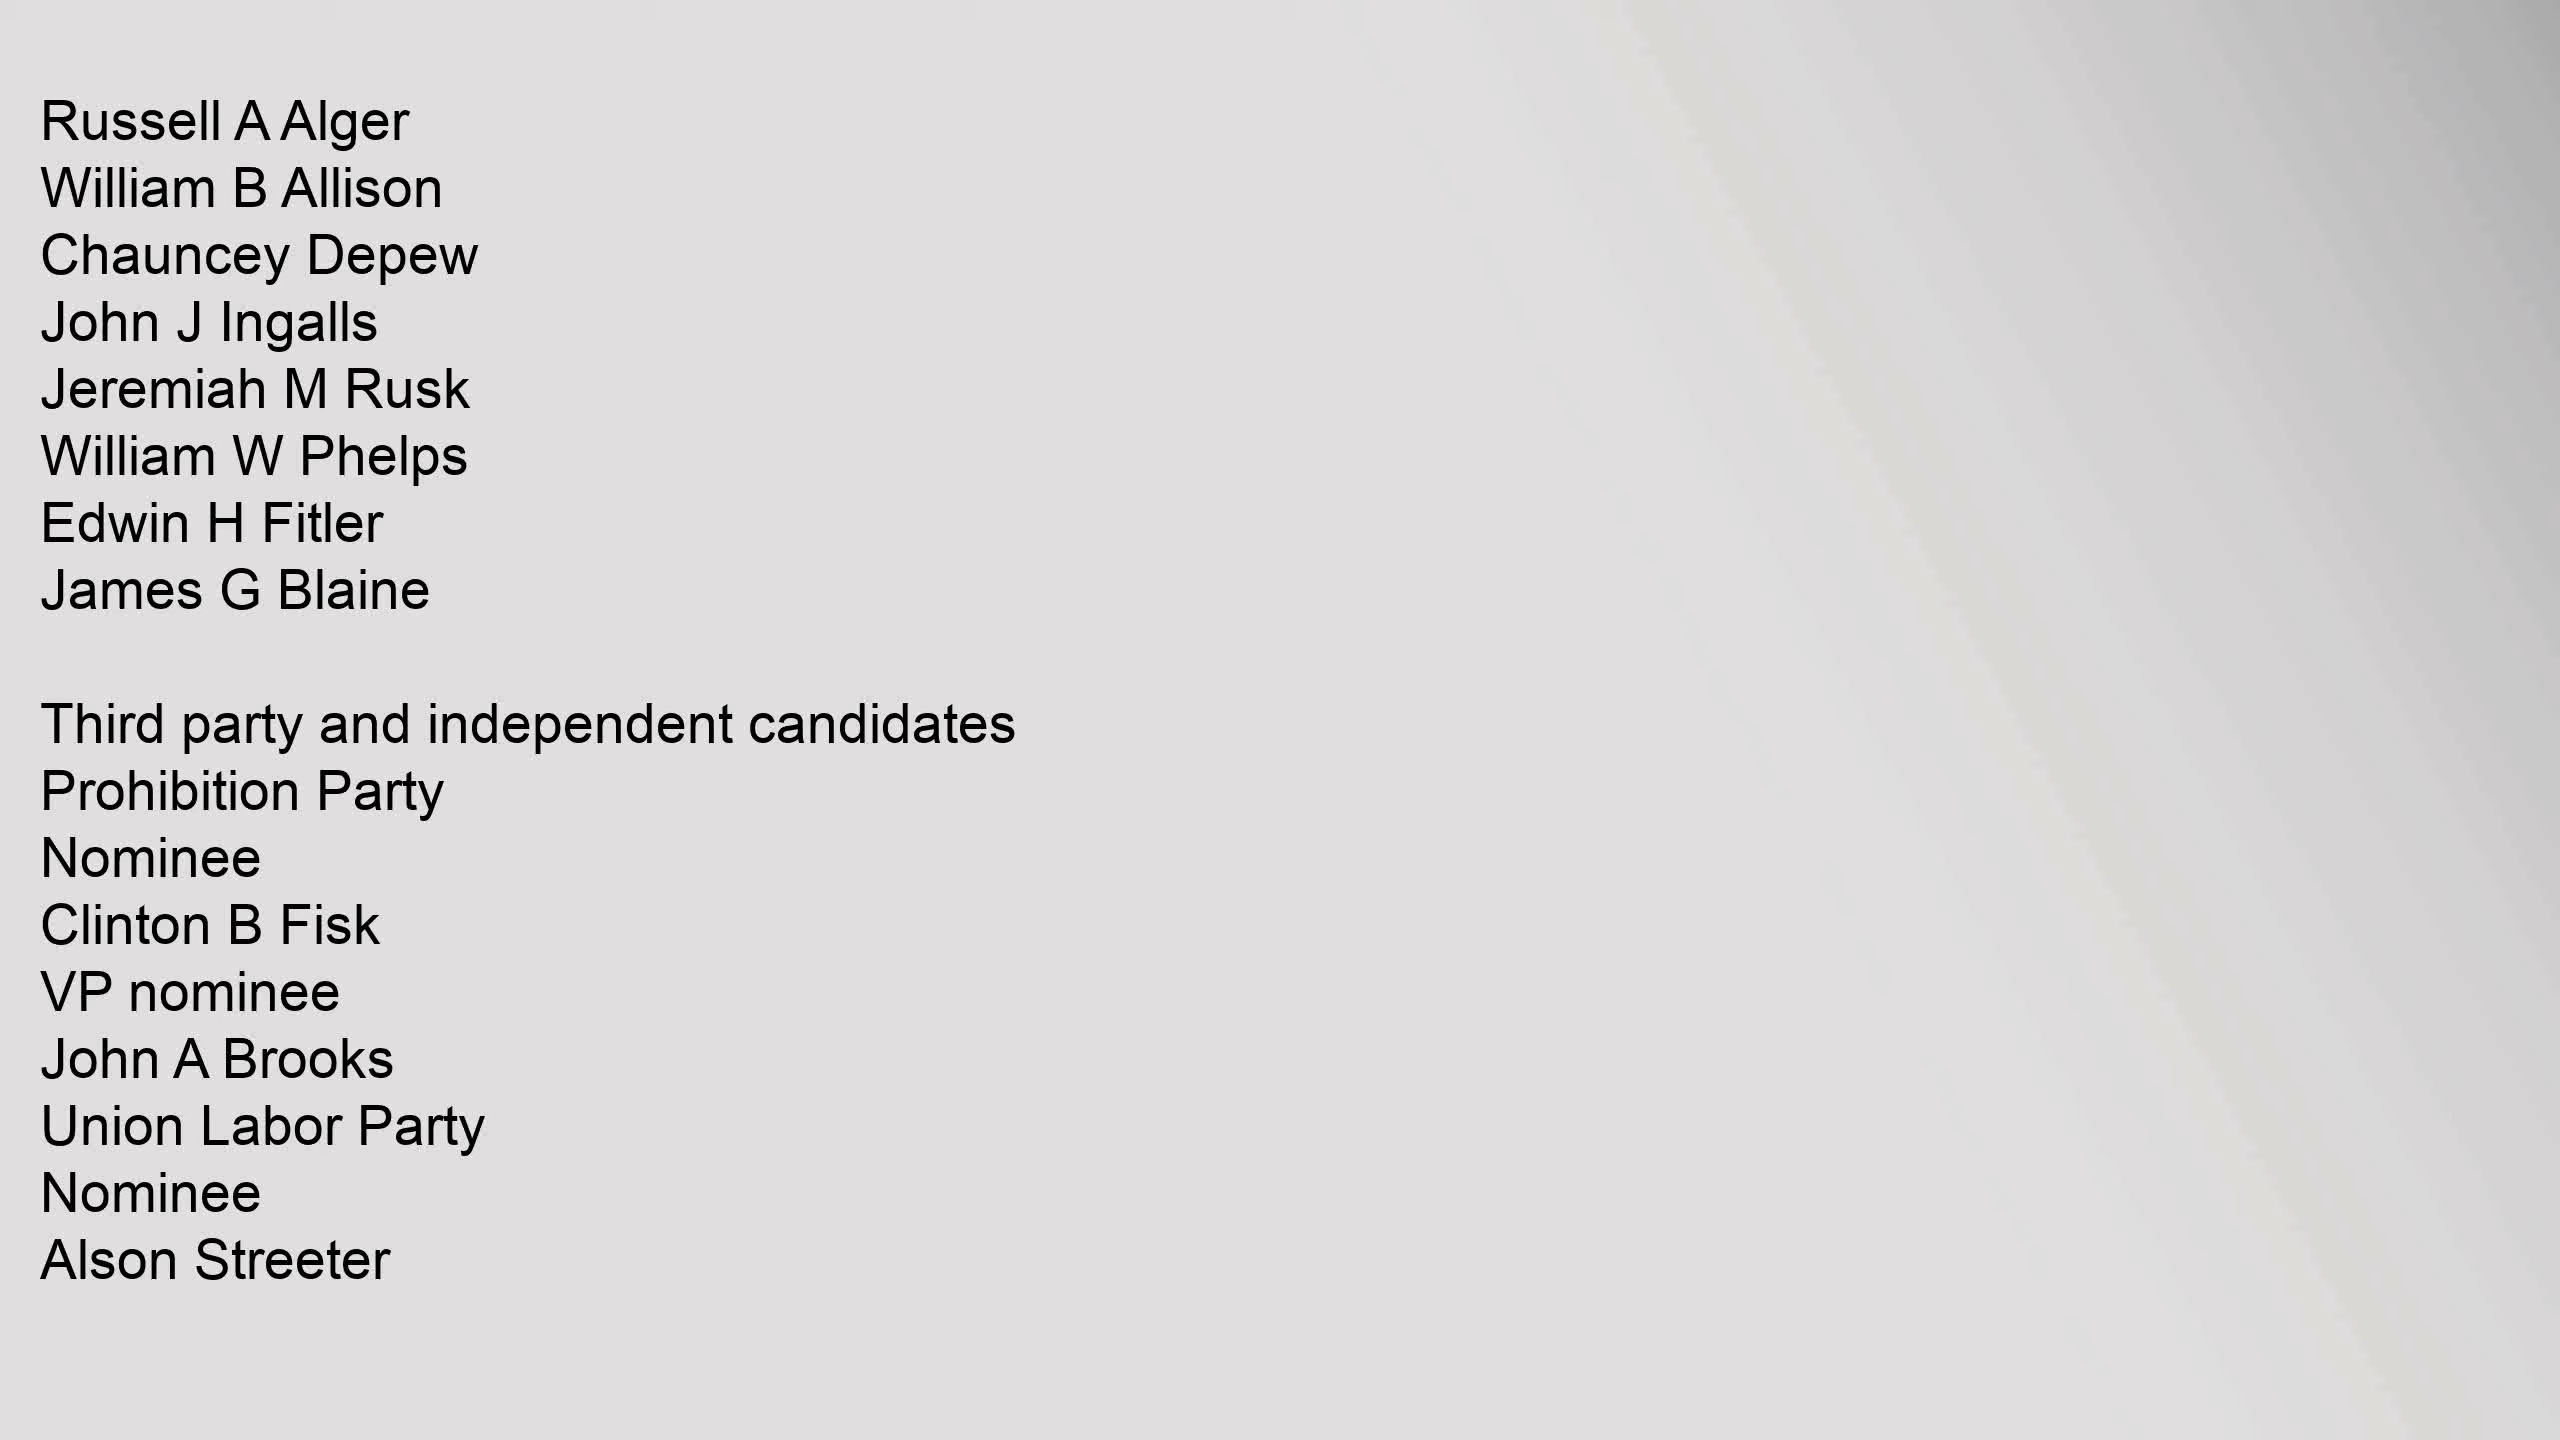 Russell A Alger
William B Allison
Chauncey Depew
John J Ingalls
Jeremiah M Rusk
William W Phelps
Edwin H Fitler
James G Blaine
Third party and independent candidates
Prohibition Party
Nominee
Clinton B Fisk
VP nominee
John A Brooks
Union Labor Party
Nominee
Alson Streeter